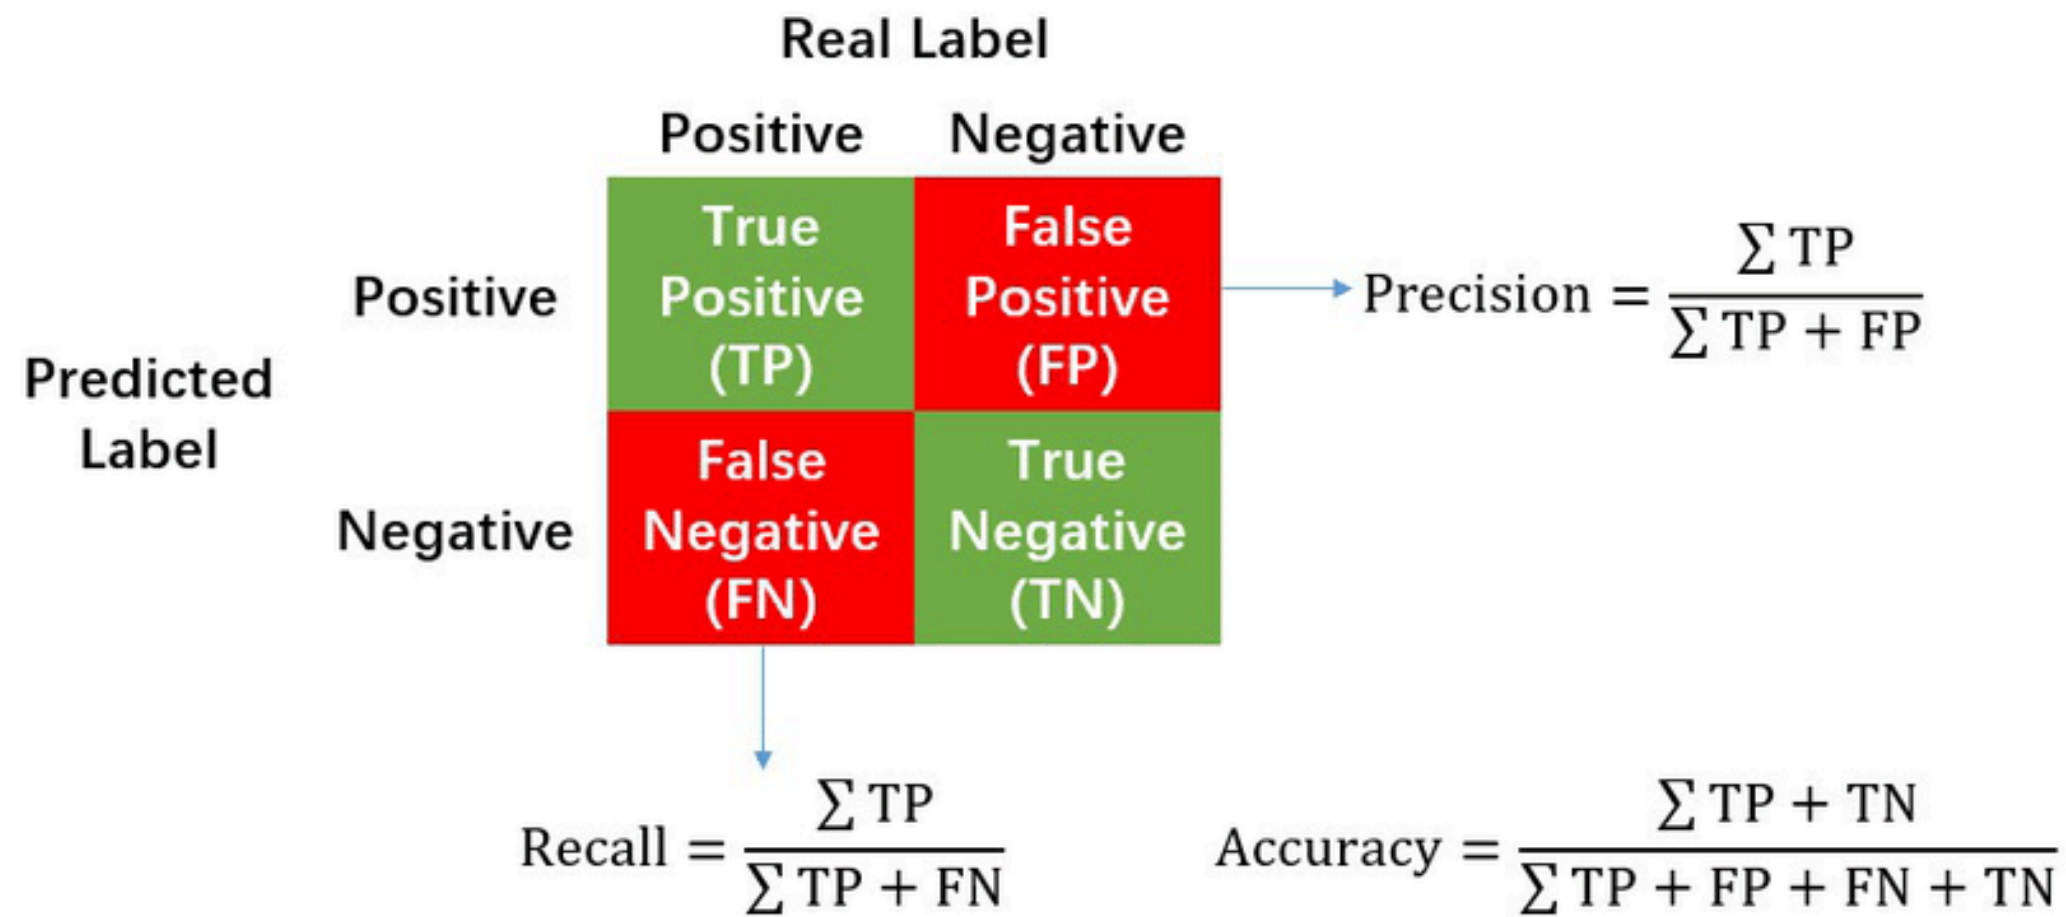 Real Label
Positive Negative
True
Positive
(TP)
False
Positive
(FP)
Positive
Precision = ∑ TP / ∑ TP + FP
Predicted
Label
Negative
False
Negative
(FN)
True
Negative
(TN)
Recall = ∑ TP / ∑ TP + FN
Accuracy = ∑ TP + TN / ∑ TP + FP + FN + TN